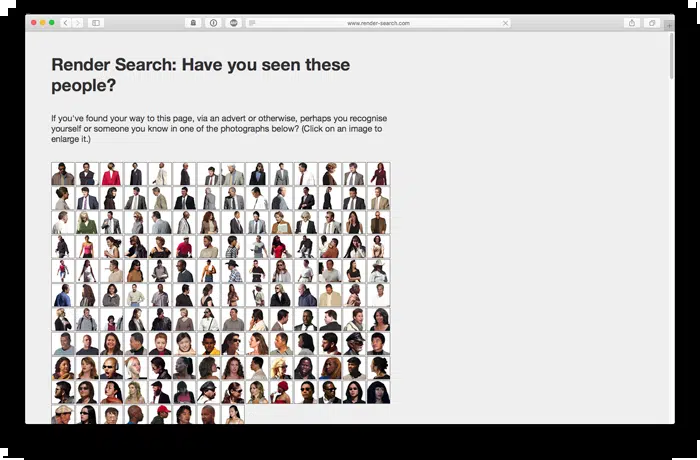 www.render-search.com
Render Search: Have you seen these
people?
If you've found your way to this page, via an advert or otherwise, perhaps you recognise
yourself or someone you know in one of the photographs below? (Click on an image to
enlarge it.)